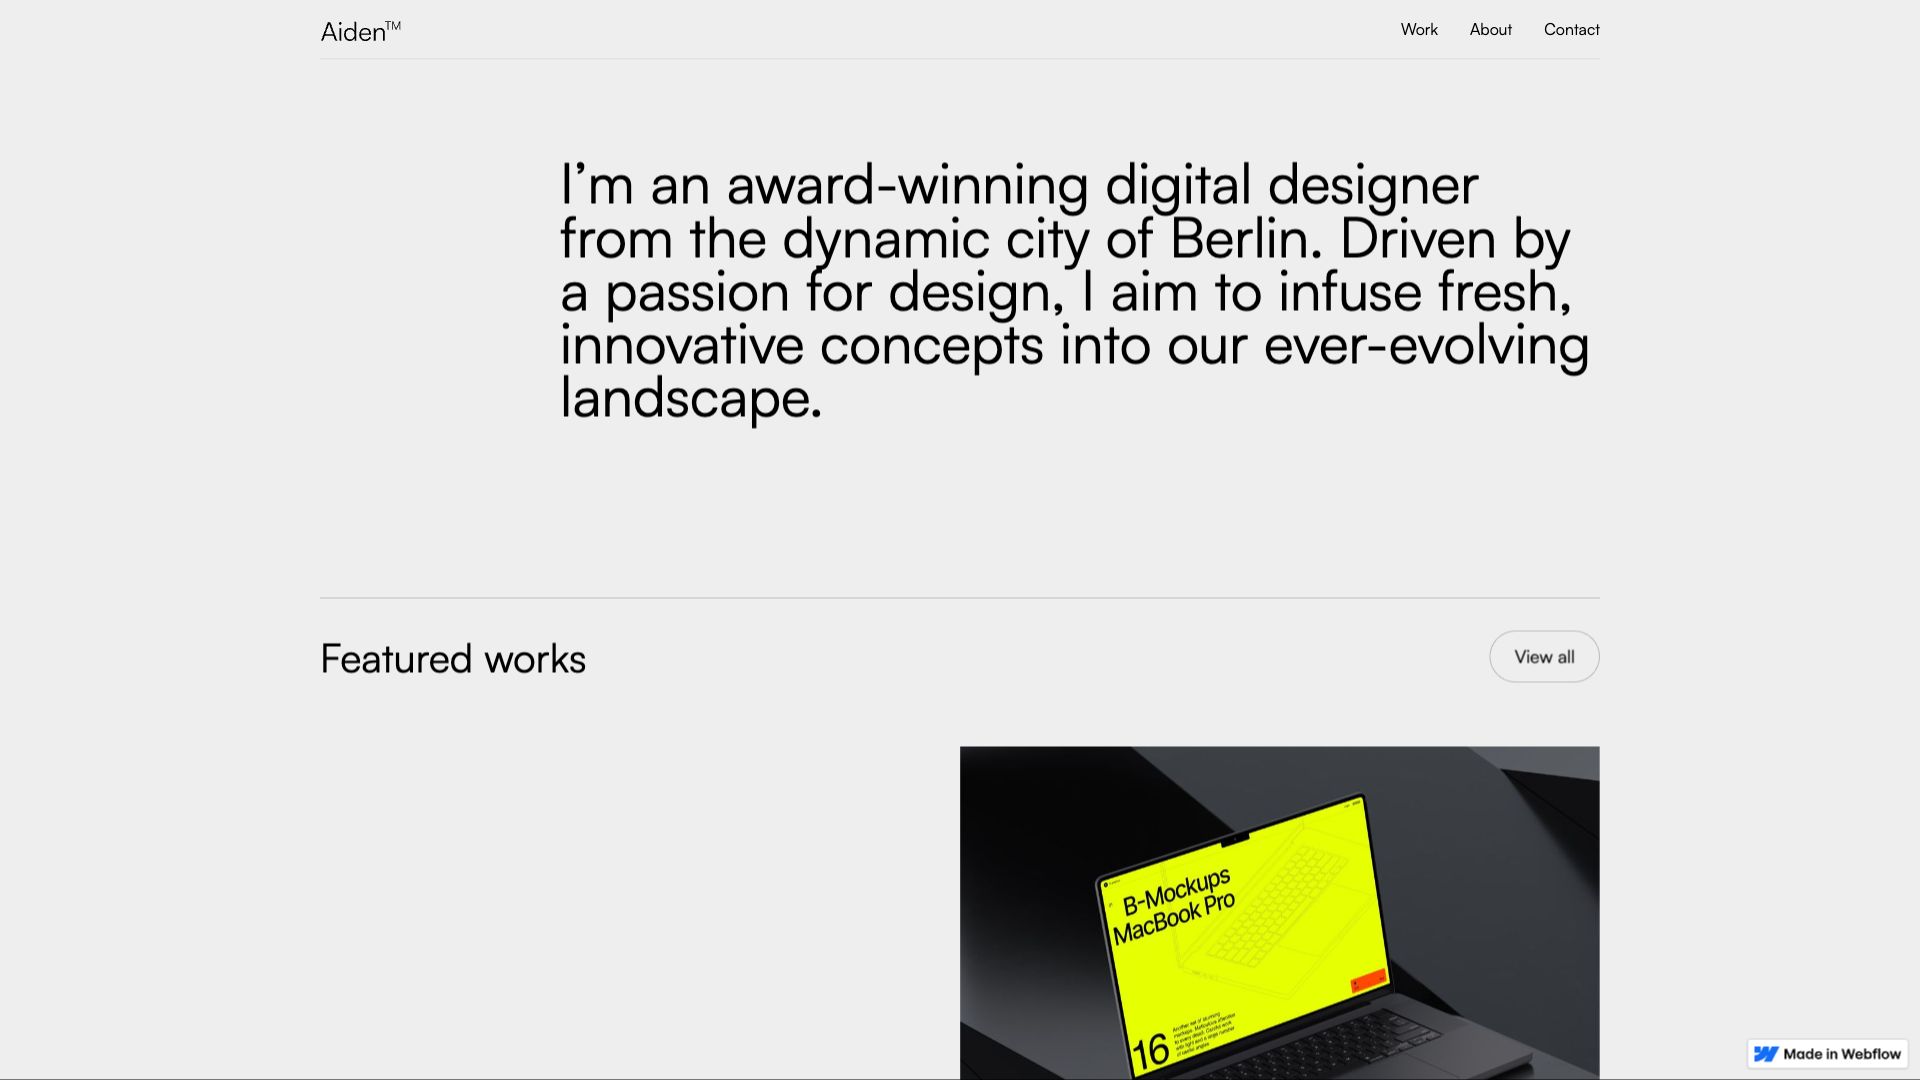 Aiden™
Work
About
Contact
I’m an award-winning digital designer
from the dynamic city of Berlin. Driven by
a passion for design, I aim to infuse fresh,
innovative concepts into our ever-evolving
landscape.
Featured works
View all
B-Mockups
MacBook Pro
16
Made in Webflow